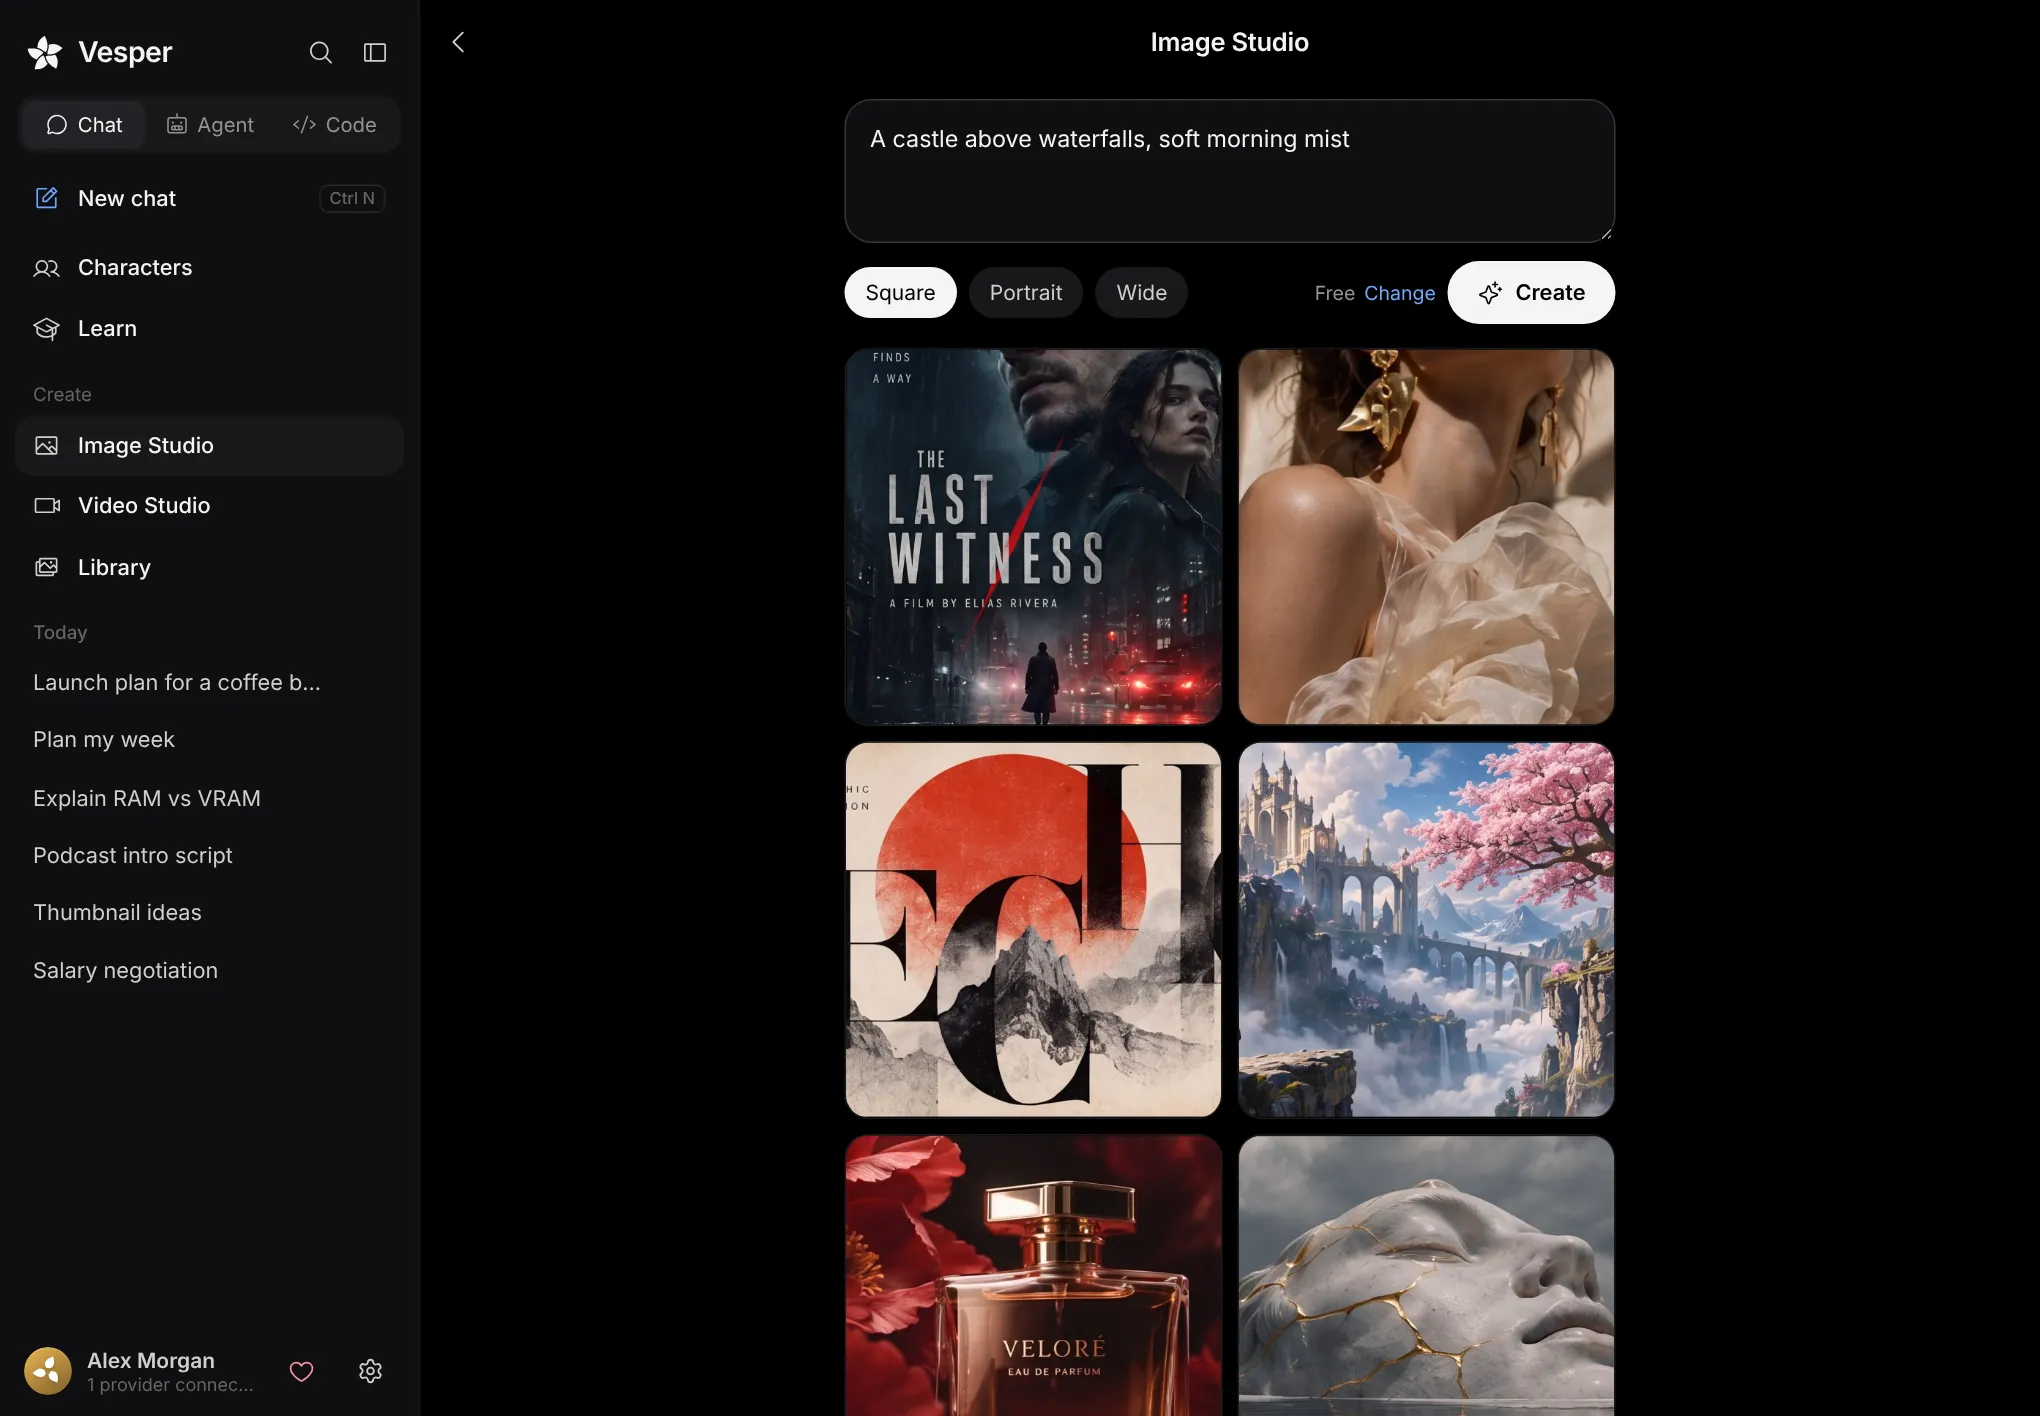 Vesper
Chat
Agent
Code
New chat
Ctrl N
Characters
Learn
Create
Image Studio
Video Studio
Library
Today
Launch plan for a coffee b...
Plan my week
Explain RAM vs VRAM
Podcast intro script
Thumbnail ideas
Salary negotiation
Alex Morgan
1 provider connec...
Image Studio
A castle above waterfalls, soft morning mist
Square
Portrait
Wide
Free Change
Create
FINDS
A WAY
THE
LAST
WITNESS
A FILM BY ELIAS RIVERA
HIC
ION
ECH
VELORÉ
EAU DE PARFUM